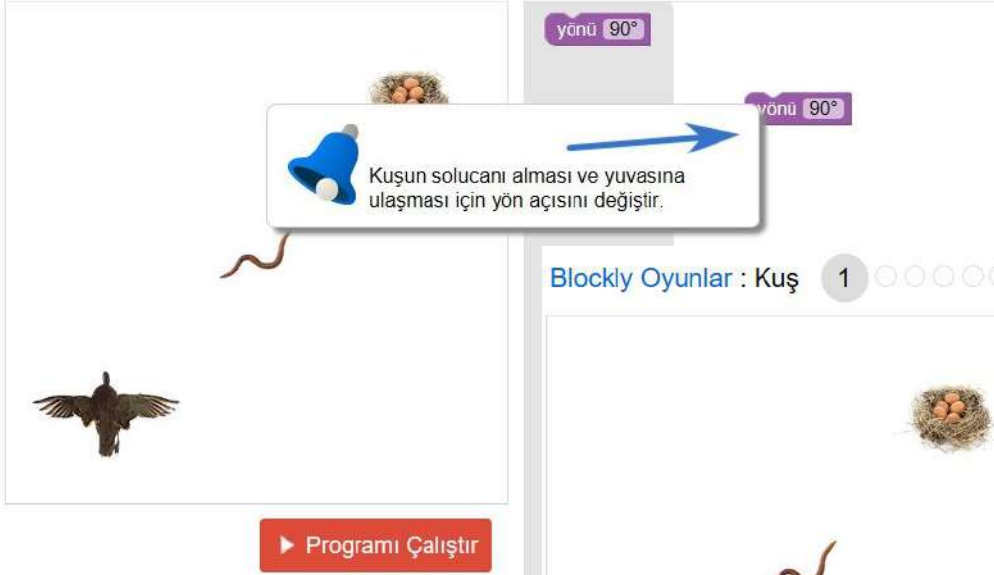 yönü 90°
yönü 90°
Kuşun solucanı alması ve yuvasına
ulaşması için yön açısını değiştir.
Blockly Oyunlar : Kuş 1
Programı Çalıştır